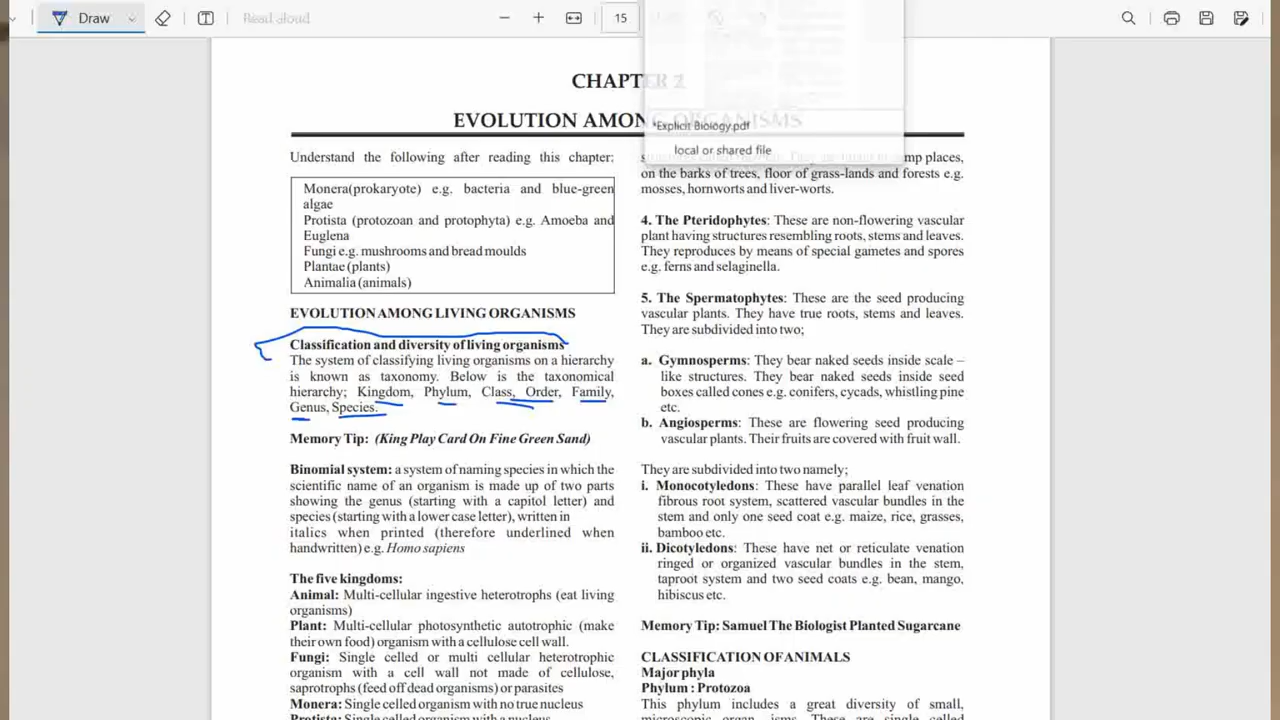 Draw
Read aloud
15
CHAPTER 2
EVOLUTION AMONG ORGANISMS
*Explicit Biology.pdf
local or shared file
Understand the following after reading this chapter:
Monera(prokaryote) e.g. bacteria and blue-green
algae
Protista (protozoan and protophyta) e.g. Amoeba and
Euglena
Fungi e.g. mushrooms and bread moulds
Plantae (plants)
Animalia (animals)
EVOLUTION AMONG LIVING ORGANISMS
Classification and diversity of living organisms
The system of classifying living organisms on a hierarchy
is known as taxonomy. Below is the taxonomical
hierarchy; Kingdom, Phylum, Class, Order, Family,
Genus, Species.
Memory Tip: (King Play Card On Fine Green Sand)
Binomial system: a system of naming species in which the
scientific name of an organism is made up of two parts
showing the genus (starting with a capitol letter) and
species (starting with a lower case letter), written in
italics when printed (therefore underlined when
handwritten) e.g. Homo sapiens
The five kingdoms:
Animal: Multi-cellular ingestive heterotrophs (eat living
organisms)
Plant: Multi-cellular photosynthetic autotrophic (make
their own food) organism with a cellulose cell wall.
Fungi: Single celled or multi cellular heterotrophic
organism with a cell wall not made of cellulose,
saprotrophs (feed off dead organisms) or parasites
Monera: Single celled organism with no true nucleus
Protista: Single celled organism with a nucleus
mp places,
on the barks of trees, floor of grass-lands and forests e.g.
mosses, hornworts and liver-worts.
4. The Pteridophytes: These are non-flowering vascular
plant having structures resembling roots, stems and leaves.
They reproduces by means of special gametes and spores
e.g. ferns and selaginella.
5. The Spermatophytes: These are the seed producing
vascular plants. They have true roots, stems and leaves.
They are subdivided into two;
a. Gymnosperms: They bear naked seeds inside scale –
like structures. They bear naked seeds inside seed
boxes called cones e.g. conifers, cycads, whistling pine
etc.
b. Angiosperms: These are flowering seed producing
vascular plants. Their fruits are covered with fruit wall.
They are subdivided into two namely;
i. Monocotyledons: These have parallel leaf venation
fibrous root system, scattered vascular bundles in the
stem and only one seed coat e.g. maize, rice, grasses,
bamboo etc.
ii. Dicotyledons: These have net or reticulate venation
ringed or organized vascular bundles in the stem,
taproot system and two seed coats e.g. bean, mango,
hibiscus etc.
Memory Tip: Samuel The Biologist Planted Sugarcane
CLASSIFICATION OF ANIMALS
Major phyla
Phylum : Protozoa
This phylum includes a great diversity of small,
microscopic organ isms. These are single celled